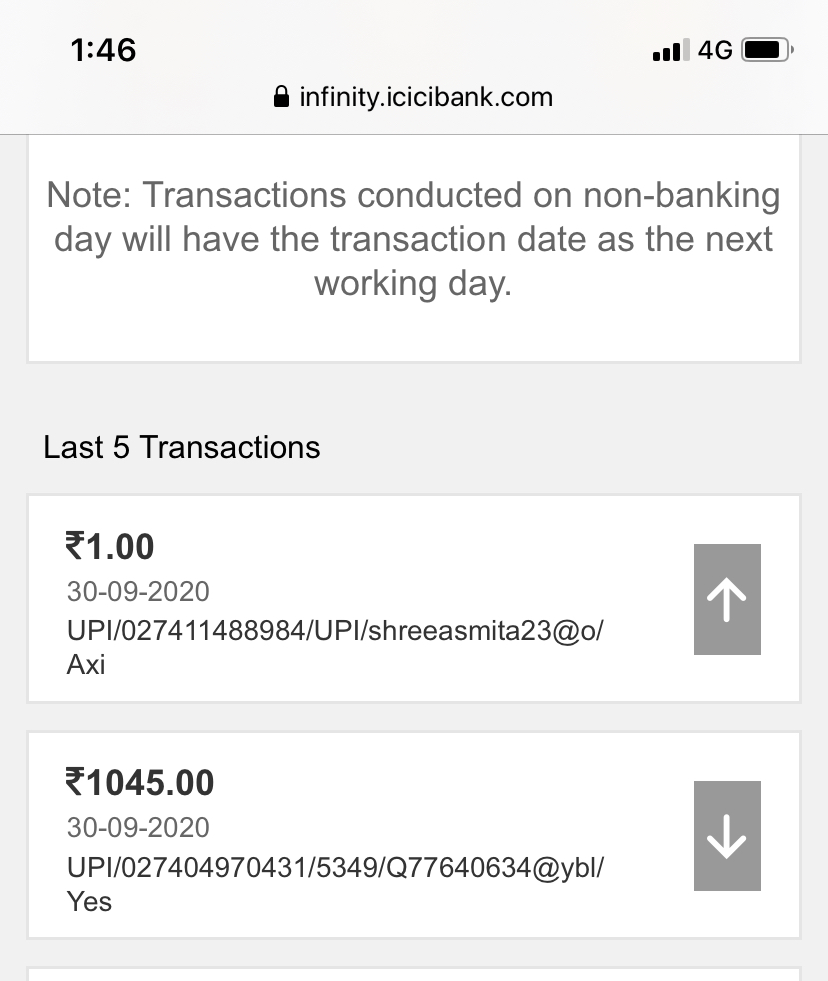 1:46
4G
infinity.icicibank.com
Note: Transactions conducted on non-banking
day will have the transaction date as the next
working day.
Last 5 Transactions
₹1.00
30-09-2020
UPI/027411488984/UPI/shreeasmita23@o/
Axi
₹1045.00
30-09-2020
UPI/027404970431/5349/Q77640634@ybl/
Yes